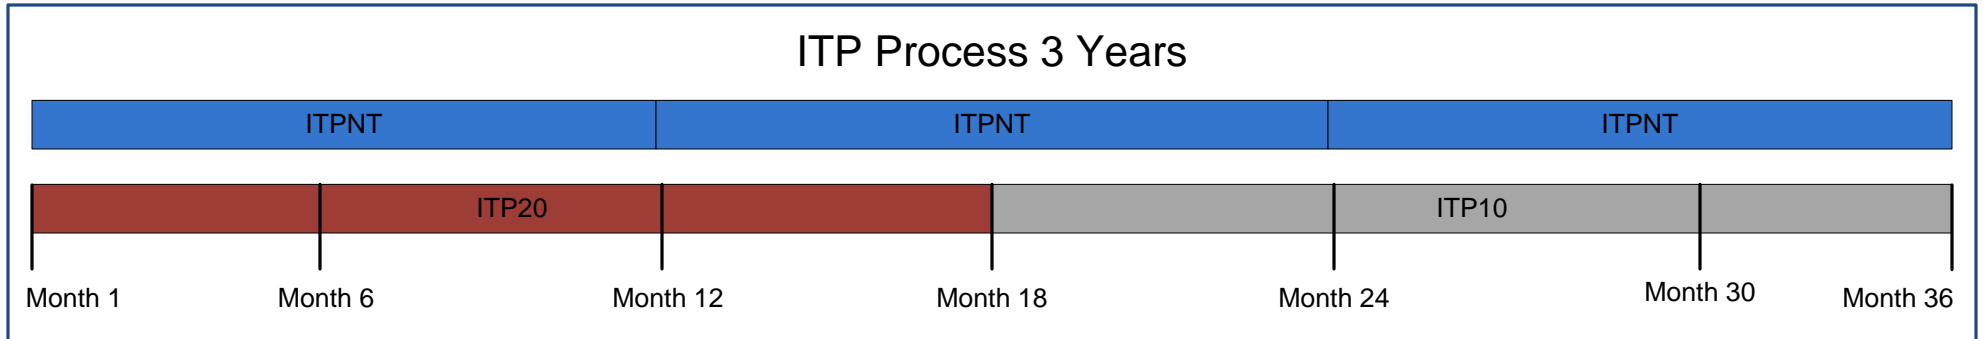 ITP Process 3 Years
ITPNT ITPNT ITPNT
ITP20 ITP10
Month 1 Month 6 Month 12 Month 18 Month 24 Month 30 Month 36